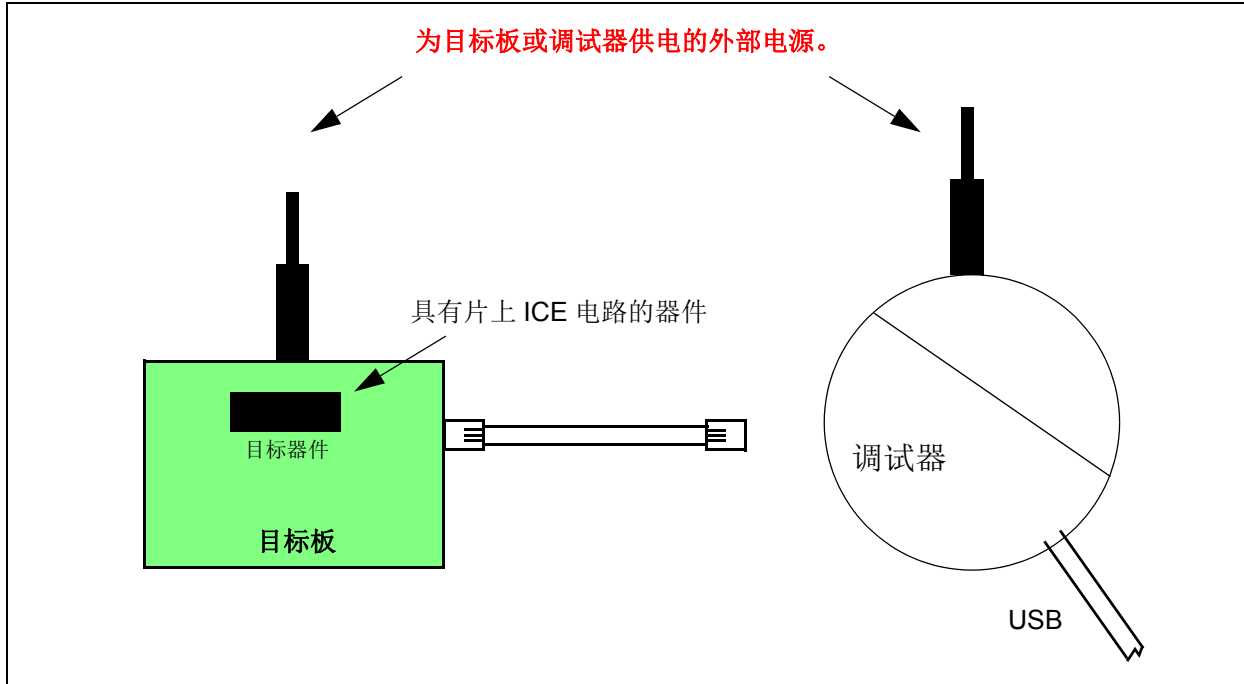 为目标板或调试器供电的外部电源。
具有片上 ICE 电路的器件
目标器件
目标板
调试器
USB